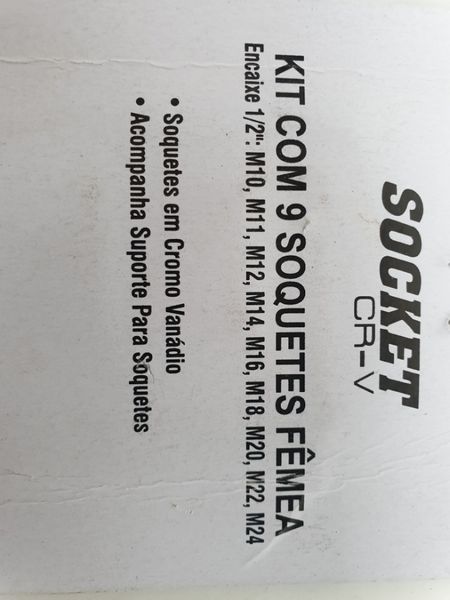 SOCKET
CR-V
KIT COM 9 SOQUETES FÊMEA
Encaixe 1/2": M10, M11, M12, M14, M16, M18, M20, M22, M24
• Soquetes em Cromo Vanádio
• Acompanha Suporte Para Soquetes